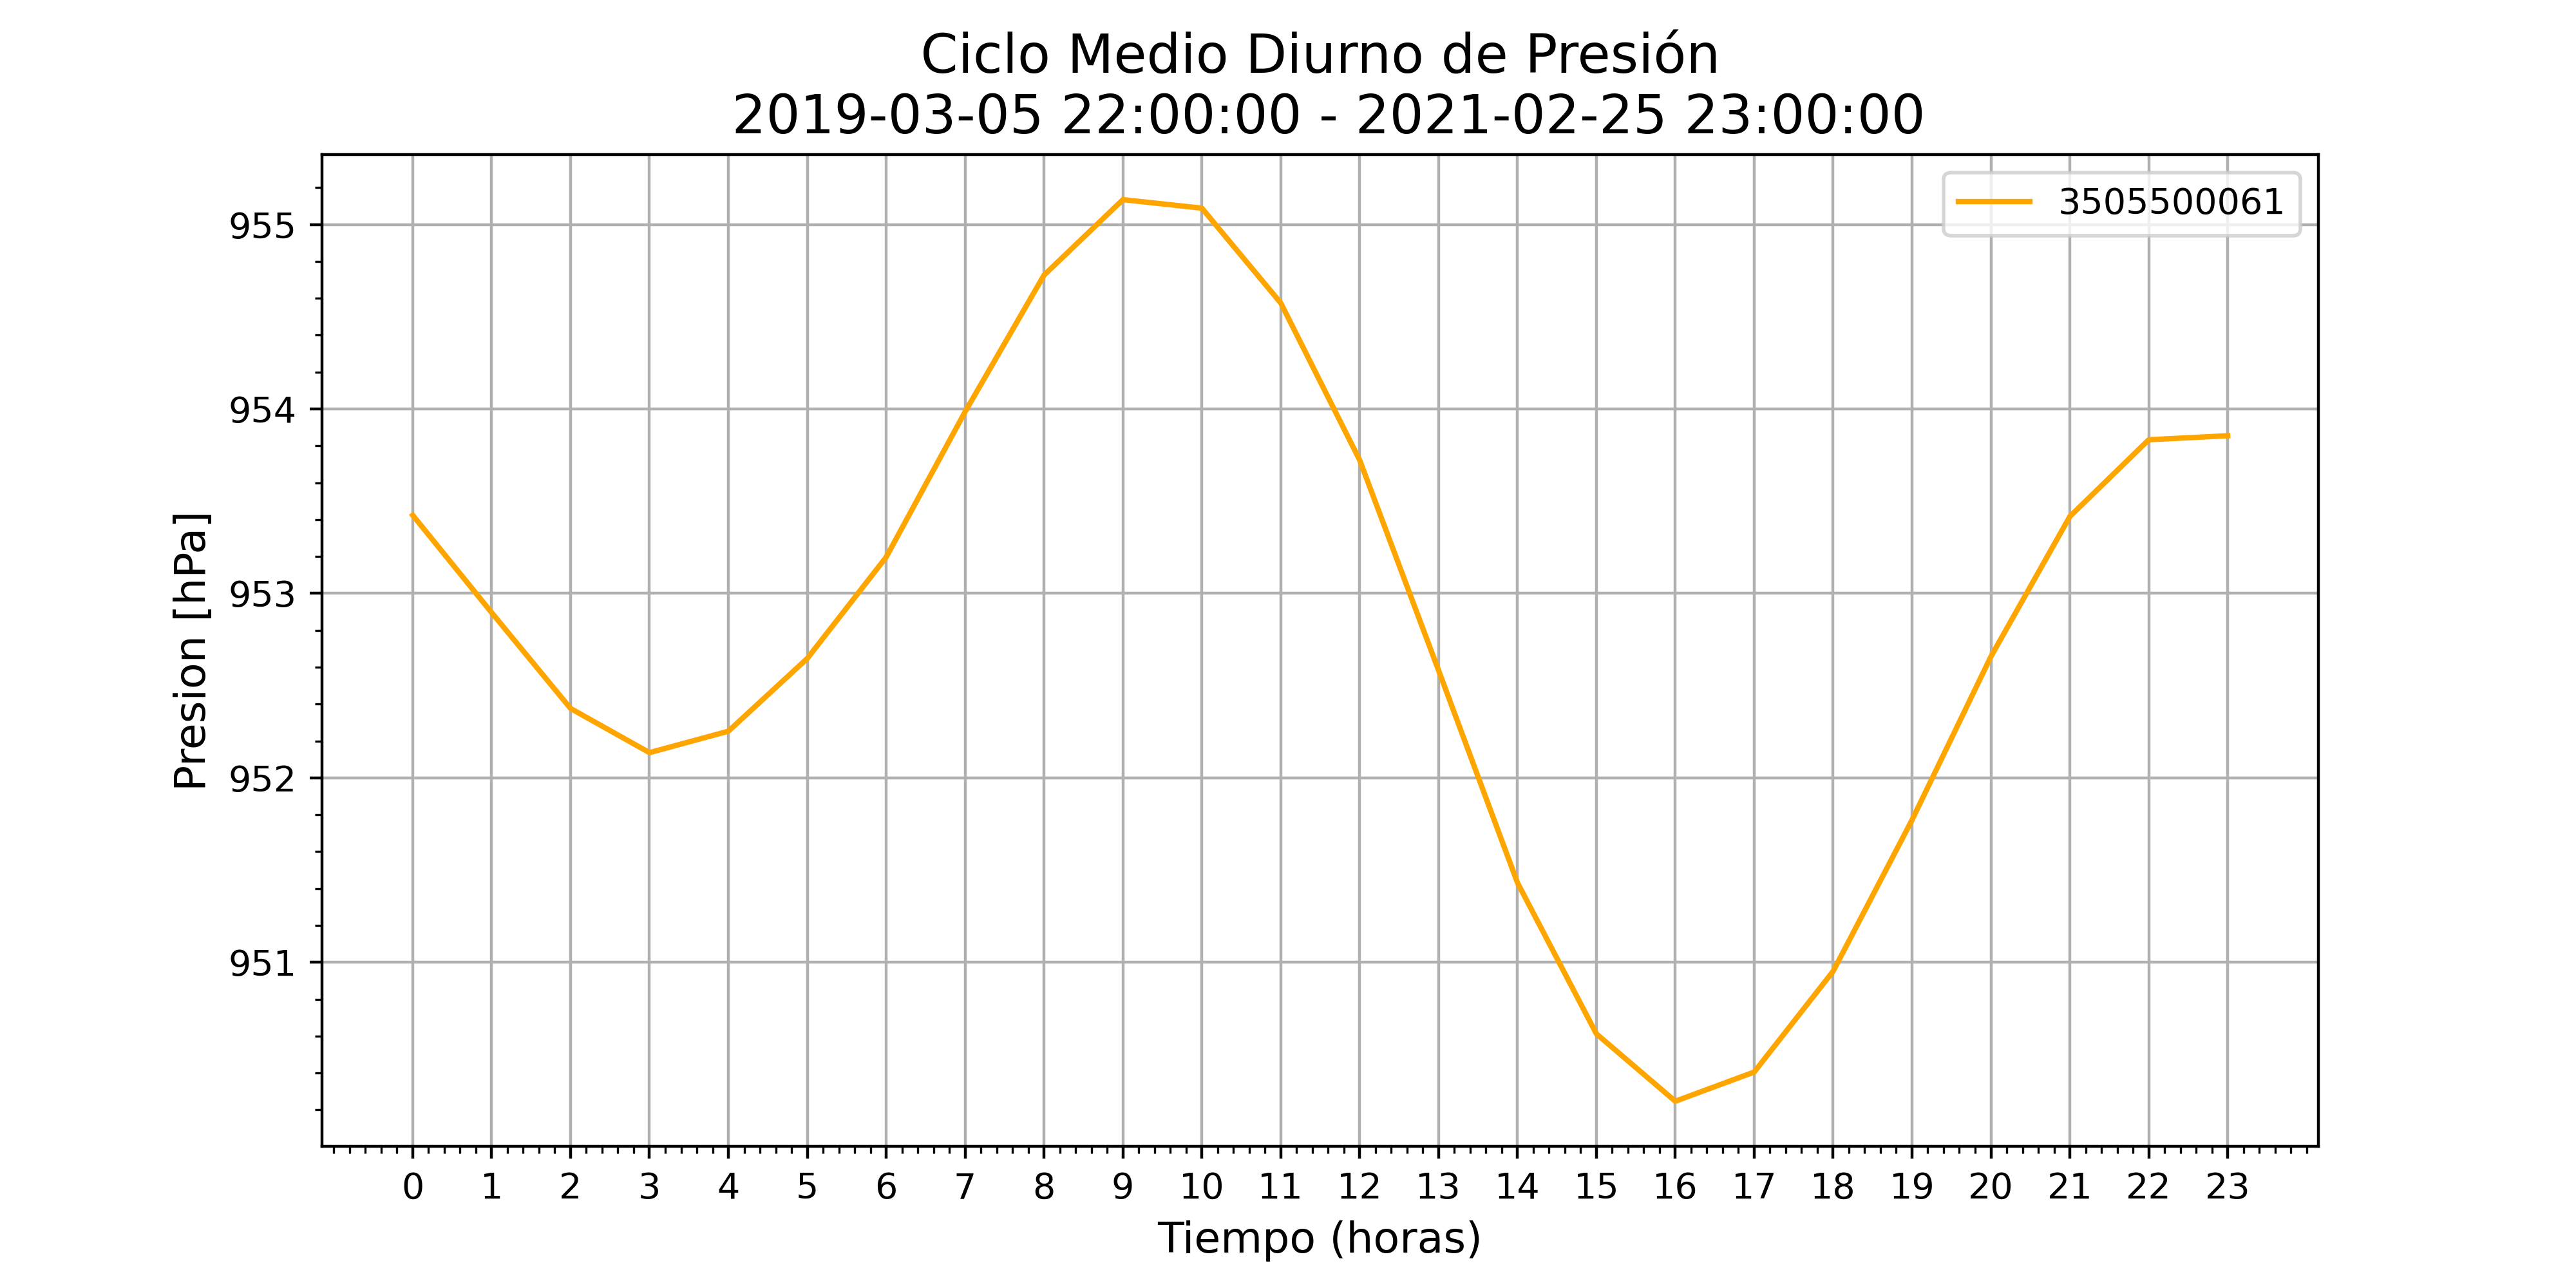 Ciclo Medio Diurno de Presión
2019-03-05 22:00:00 - 2021-02-25 23:00:00
3505500061
Presion [hPa]
955
954
953
952
951
0 1 2 3 4 5 6 7 8 9 10 11 12 13 14 15 16 17 18 19 20 21 22 23
Tiempo (horas)